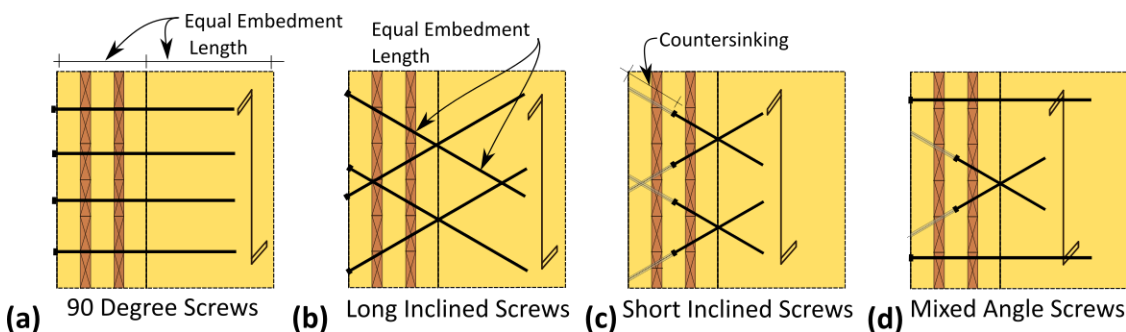 Equal Embedment
Length
Equal Embedment
Length
Countersinking
(a) 90 Degree Screws
(b) Long Inclined Screws
(c) Short Inclined Screws
(d) Mixed Angle Screws